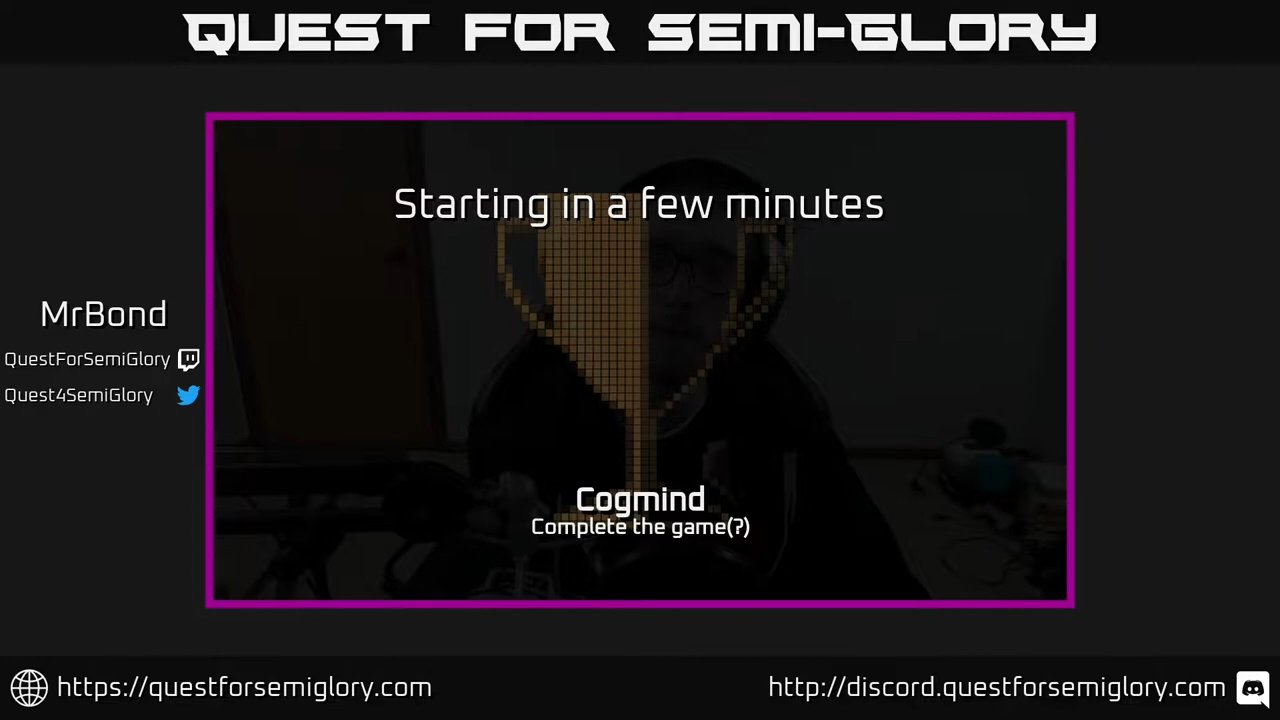 QUEST FOR SEMI-GLORY
Starting in a few minutes
MrBond
QuestForSemiGlory
Quest4SemiGlory
Cogmind
Complete the game(?)
https://questforsemiglory.com
http://discord.questforsemiglory.com